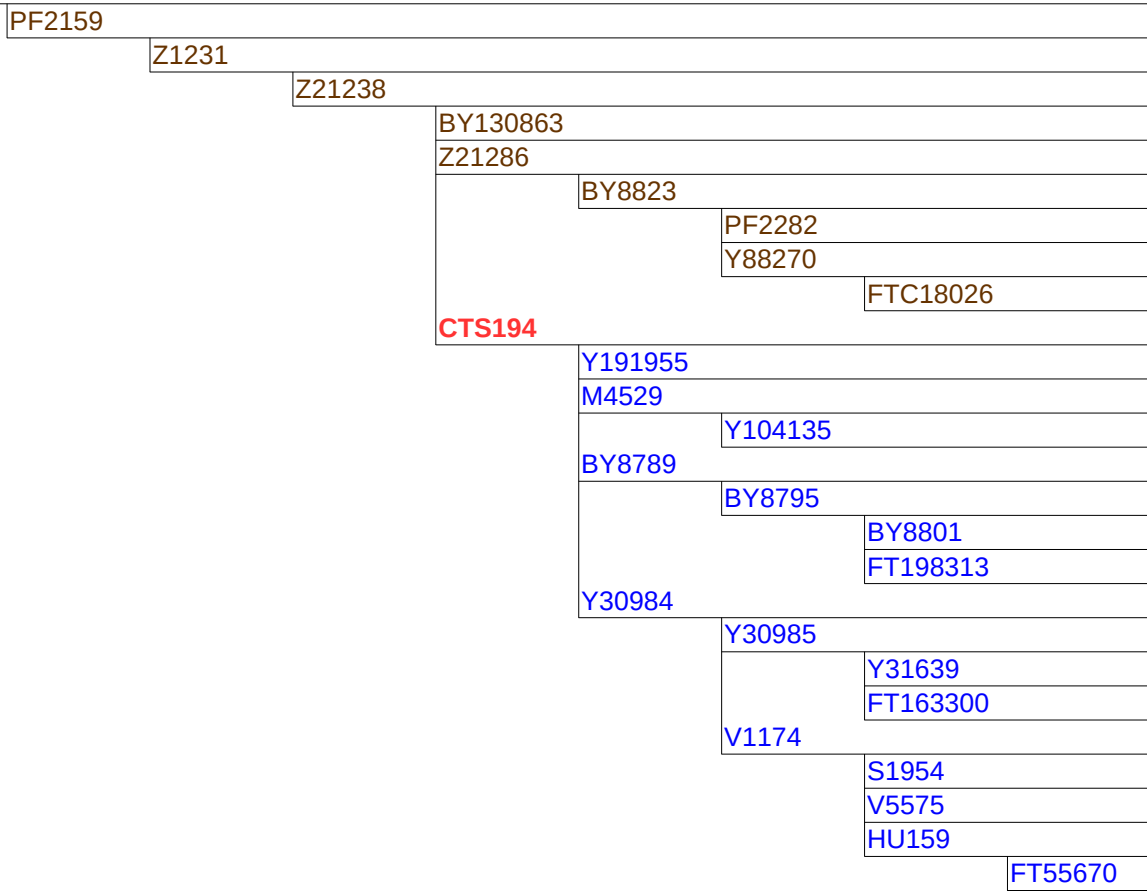 PF2159
Z1231
Z21238
BY130863
Z21286
BY8823
PF2282
Y88270
FTC18026
CTS194
Y191955
M4529
Y104135
BY8789
BY8795
BY8801
FT198313
Y30984
Y30985
Y31639
FT163300
V1174
S1954
V5575
HU159
FT55670